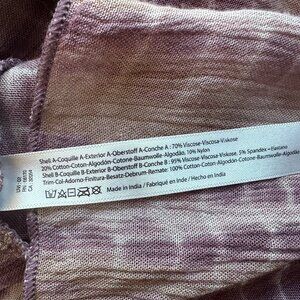 Shell A-Coquille A-Exterior A-Oberstoff A-Conche A : 70% Viscose-Viscosa-Viskose
20% Cotton-Coton-Algodón-Cotone-Baumwolle-Algodão, 10% Nylon
Shell B-Coquille B-Exterior B-Oberstoff B-Conche B : 95% Viscose-Viscosa-Viskose, 5% Spandex / Elastan
Trim-Col-Adorno-Finitura-Besatz-Debrum-Remate: 100% Cotton-Coton-Algodón-Cotone-Baumwolle-Algodão
Made in India / Fabriqué en Inde / Hecho en India